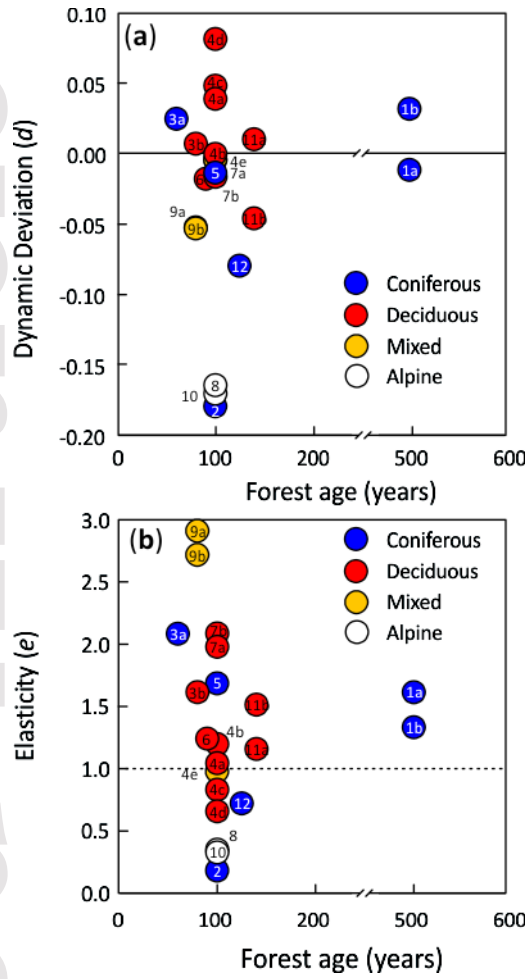 (a)
0.10
0.05
0.00
-0.05
-0.10
-0.15
-0.20
Dynamic Deviation (d)
4d
4c
4a
3a
3b
4b
11a
1b
4e
7a
5
6
7b
1a
9a
9b
11b
12
8
10
2
Coniferous
Deciduous
Mixed
Alpine
0
100
200
500
600
Forest age (years)
(b)
3.0
2.5
2.0
1.5
1.0
0.5
0.0
Elasticity (e)
9a
9b
3a
7b
7a
5
3b
1a
11b
1b
6
4b
11a
4a
4e
4c
12
4d
8
10
2
Coniferous
Deciduous
Mixed
Alpine
0
100
200
500
600
Forest age (years)